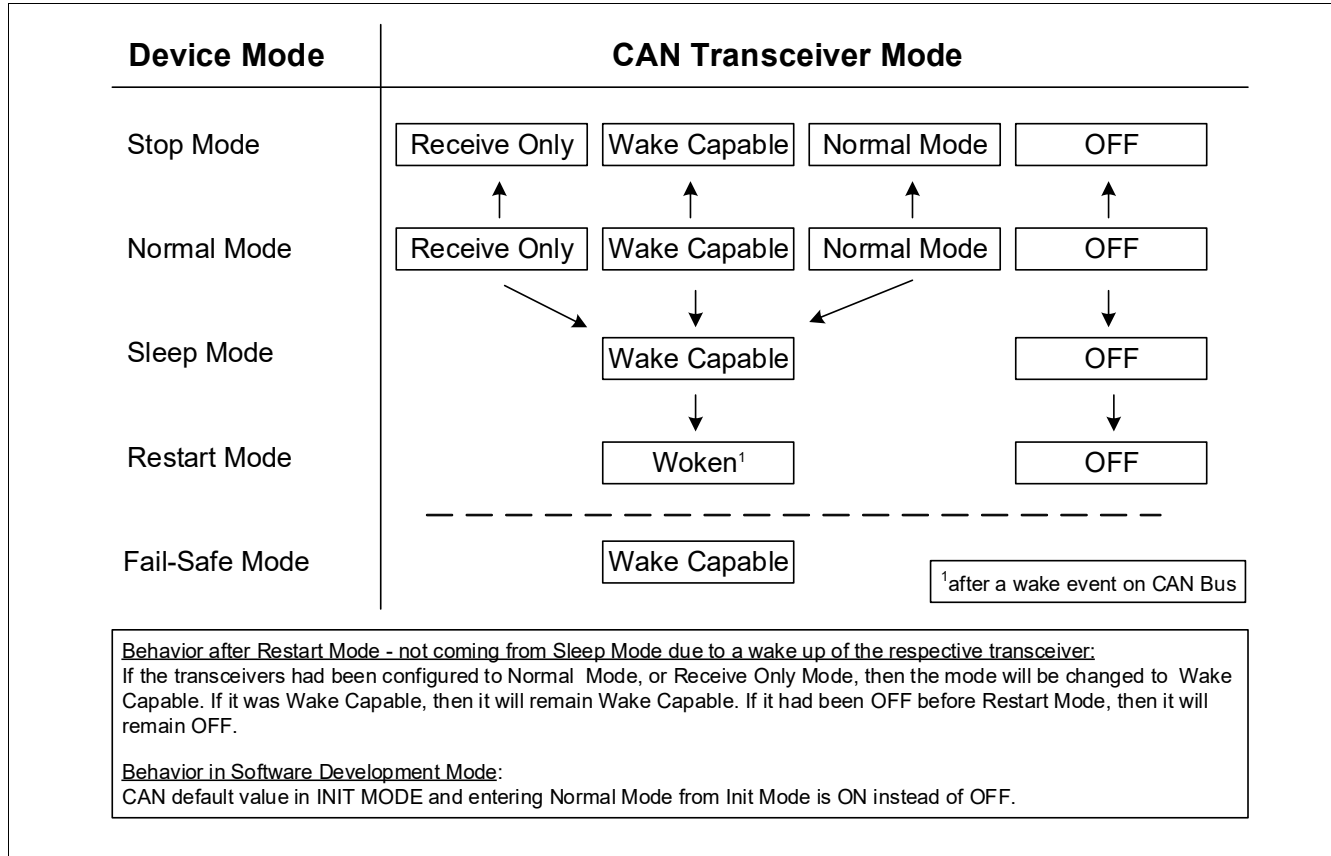 Device Mode CAN Transceiver Mode
Stop Mode Receive Only Wake Capable Normal Mode OFF
Normal Mode Receive Only Wake Capable Normal Mode OFF
Sleep Mode Wake Capable OFF
Restart Mode Woken¹ OFF
Fail-Safe Mode Wake Capable
¹after a wake event on CAN Bus
Behavior after Restart Mode - not coming from Sleep Mode due to a wake up of the respective transceiver:
If the transceivers had been configured to Normal Mode, or Receive Only Mode, then the mode will be changed to Wake
Capable. If it was Wake Capable, then it will remain Wake Capable. If it had been OFF before Restart Mode, then it will
remain OFF.
Behavior in Software Development Mode:
CAN default value in INIT MODE and entering Normal Mode from Init Mode is ON instead of OFF.